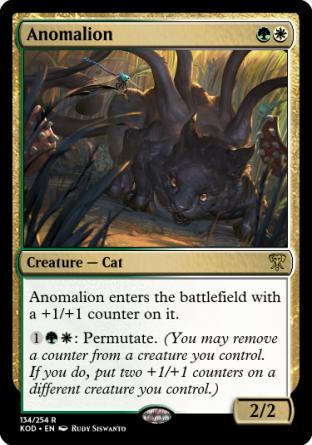 Anomalion
Creature — Cat
Anomalion enters the battlefield with
a +1/+1 counter on it.
1: Permutate. (You may remove
a counter from a creature you control.
If you do, put two +1/+1 counters on a
different creature you control.)
2/2
134/254 R
KOD • EN Rudy Siswanto